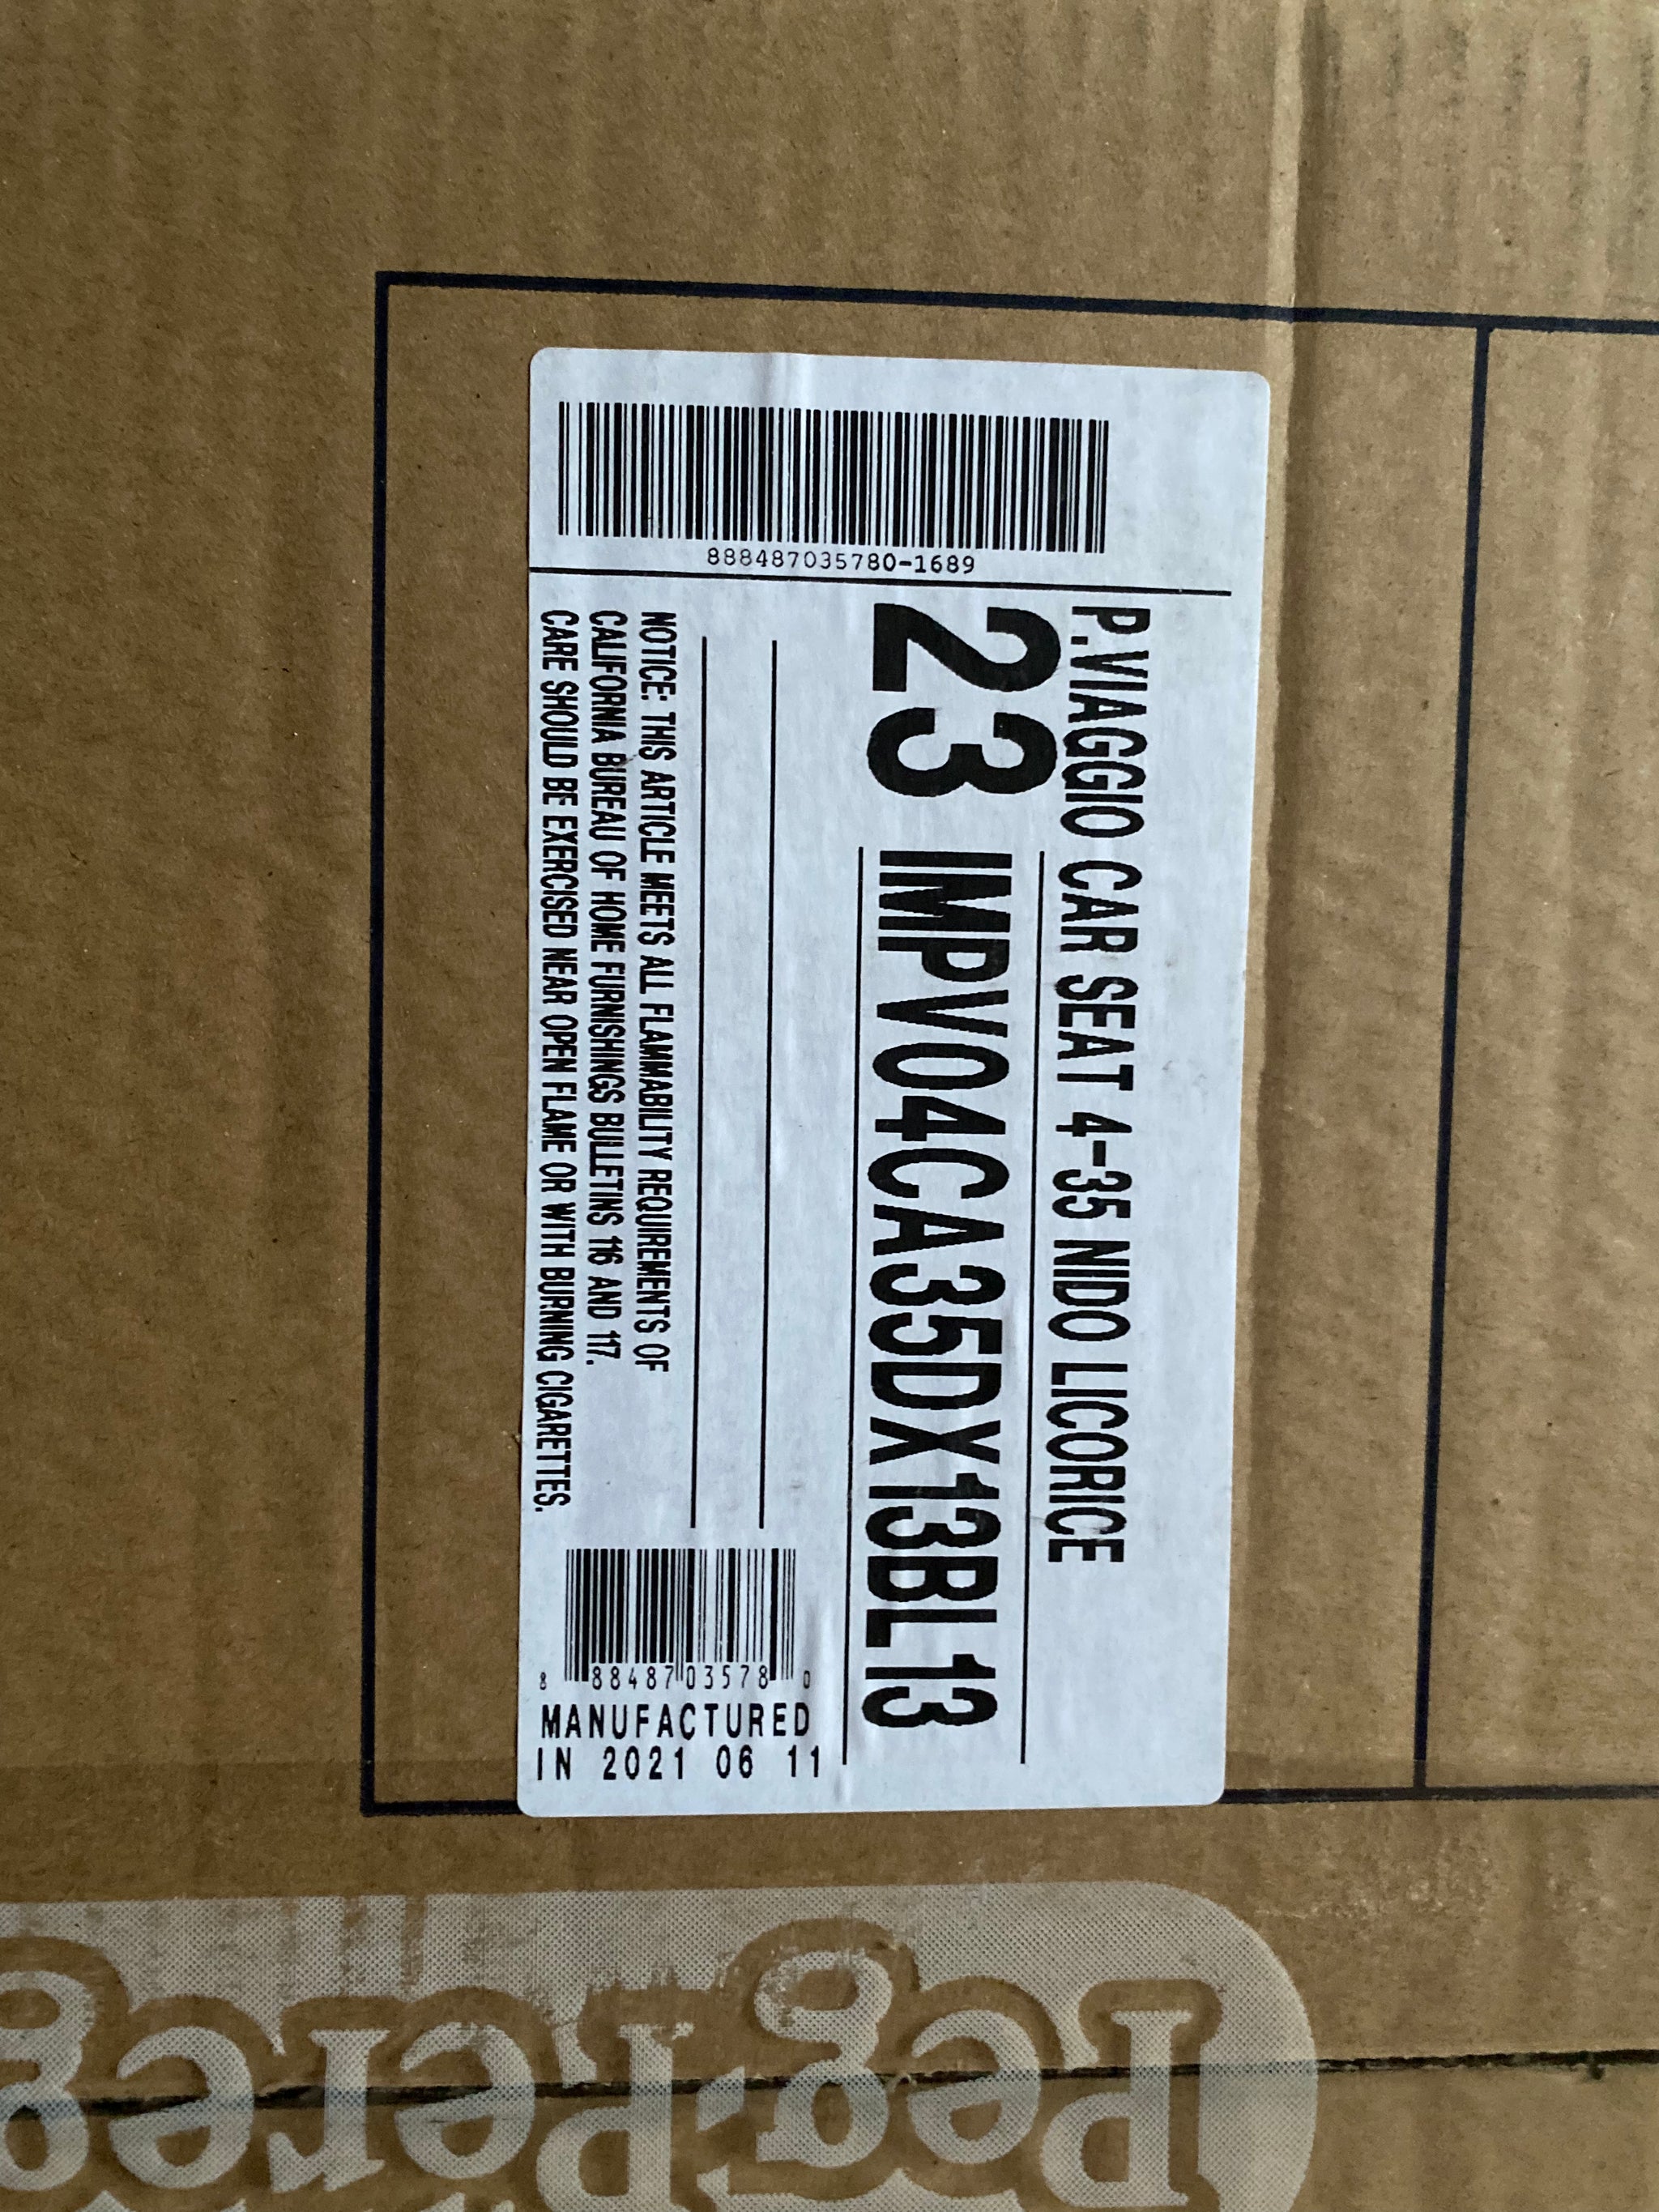 P.VIAGGIO CAR SEAT 4-35 NIDO LICORICE
23 IMPV04CA35DX13BL13
888487035780-1689
NOTICE: THIS ARTICLE MEETS ALL FLAMMABILITY REQUIREMENTS OF
CALIFORNIA BUREAU OF HOME FURNISHINGS BULLETINS 116 AND 117.
CARE SHOULD BE EXERCISED NEAR OPEN FLAME OR WITH BURNING CIGARETTES.
8 88487 03578 0
MANUFACTURED
IN 2021 06 11
Peg-Pereg